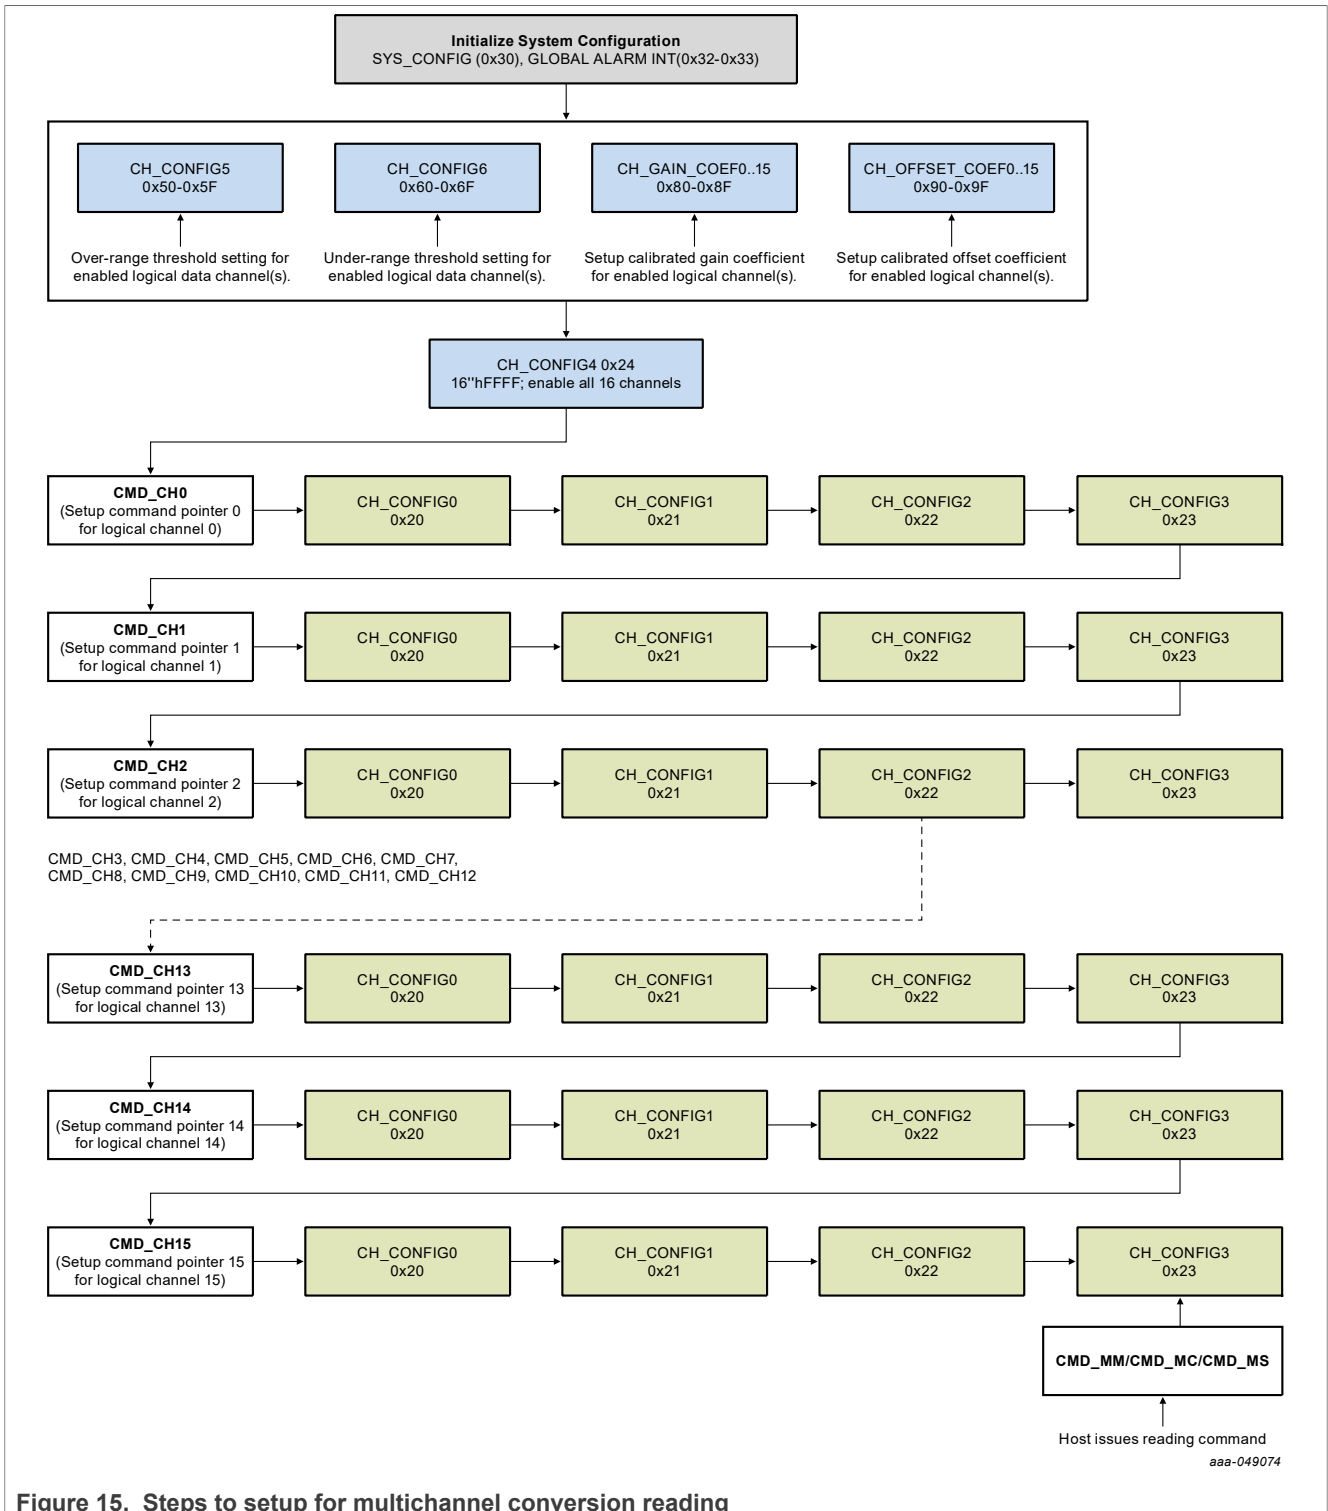 Initialize System Configuration
SYS_CONFIG (0x30), GLOBAL ALARM INT(0x32-0x33)
CH_CONFIG5
0x50-0x5F
CH_CONFIG6
0x60-0x6F
CH_GAIN_COEF0..15
0x80-0x8F
CH_OFFSET_COEF0..15
0x90-0x9F
Over-range threshold setting for
enabled logical data channel(s).
Under-range threshold setting for
enabled logical data channel(s).
Setup calibrated gain coefficient
for enabled logical channel(s).
Setup calibrated offset coefficient
for enabled logical channel(s).
CH_CONFIG4 0x24
16"hFFFF; enable all 16 channels
CMD_CH0
(Setup command pointer 0
for logical channel 0)
CH_CONFIG0
0x20
CH_CONFIG1
0x21
CH_CONFIG2
0x22
CH_CONFIG3
0x23
CMD_CH1
(Setup command pointer 1
for logical channel 1)
CH_CONFIG0
0x20
CH_CONFIG1
0x21
CH_CONFIG2
0x22
CH_CONFIG3
0x23
CMD_CH2
(Setup command pointer 2
for logical channel 2)
CH_CONFIG0
0x20
CH_CONFIG1
0x21
CH_CONFIG2
0x22
CH_CONFIG3
0x23
CMD_CH3, CMD_CH4, CMD_CH5, CMD_CH6, CMD_CH7,
CMD_CH8, CMD_CH9, CMD_CH10, CMD_CH11, CMD_CH12
CMD_CH13
(Setup command pointer 13
for logical channel 13)
CH_CONFIG0
0x20
CH_CONFIG1
0x21
CH_CONFIG2
0x22
CH_CONFIG3
0x23
CMD_CH14
(Setup command pointer 14
for logical channel 14)
CH_CONFIG0
0x20
CH_CONFIG1
0x21
CH_CONFIG2
0x22
CH_CONFIG3
0x23
CMD_CH15
(Setup command pointer 15
for logical channel 15)
CH_CONFIG0
0x20
CH_CONFIG1
0x21
CH_CONFIG2
0x22
CH_CONFIG3
0x23
CMD_MM/CMD_MC/CMD_MS
Host issues reading command
aaa-049074
Figure 15. Steps to setup for multichannel conversion reading